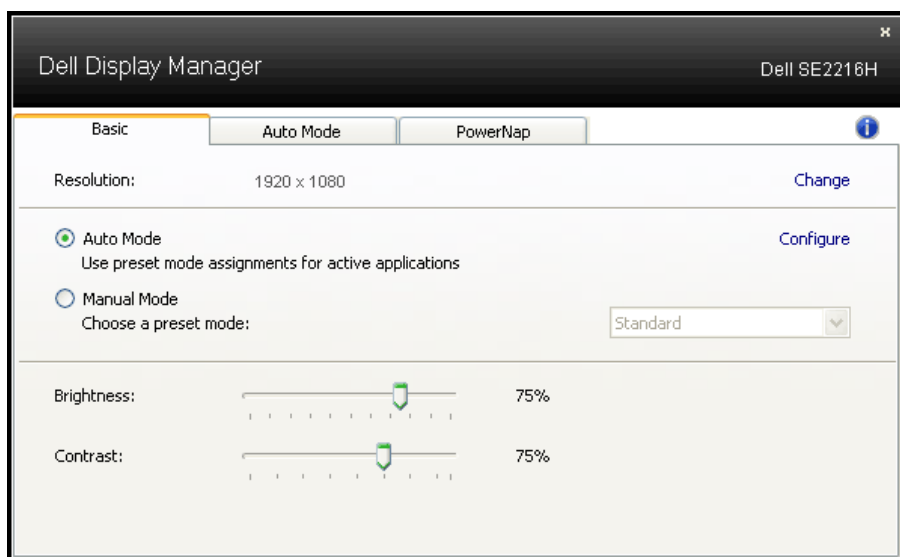 Dell Display Manager
Dell SE2216H
Basic
Auto Mode
PowerNap
Resolution:
1920 x 1080
Change
Auto Mode
Configure
Use preset mode assignments for active applications
Manual Mode
Choose a preset mode:
Standard
Brightness:
75%
Contrast:
75%